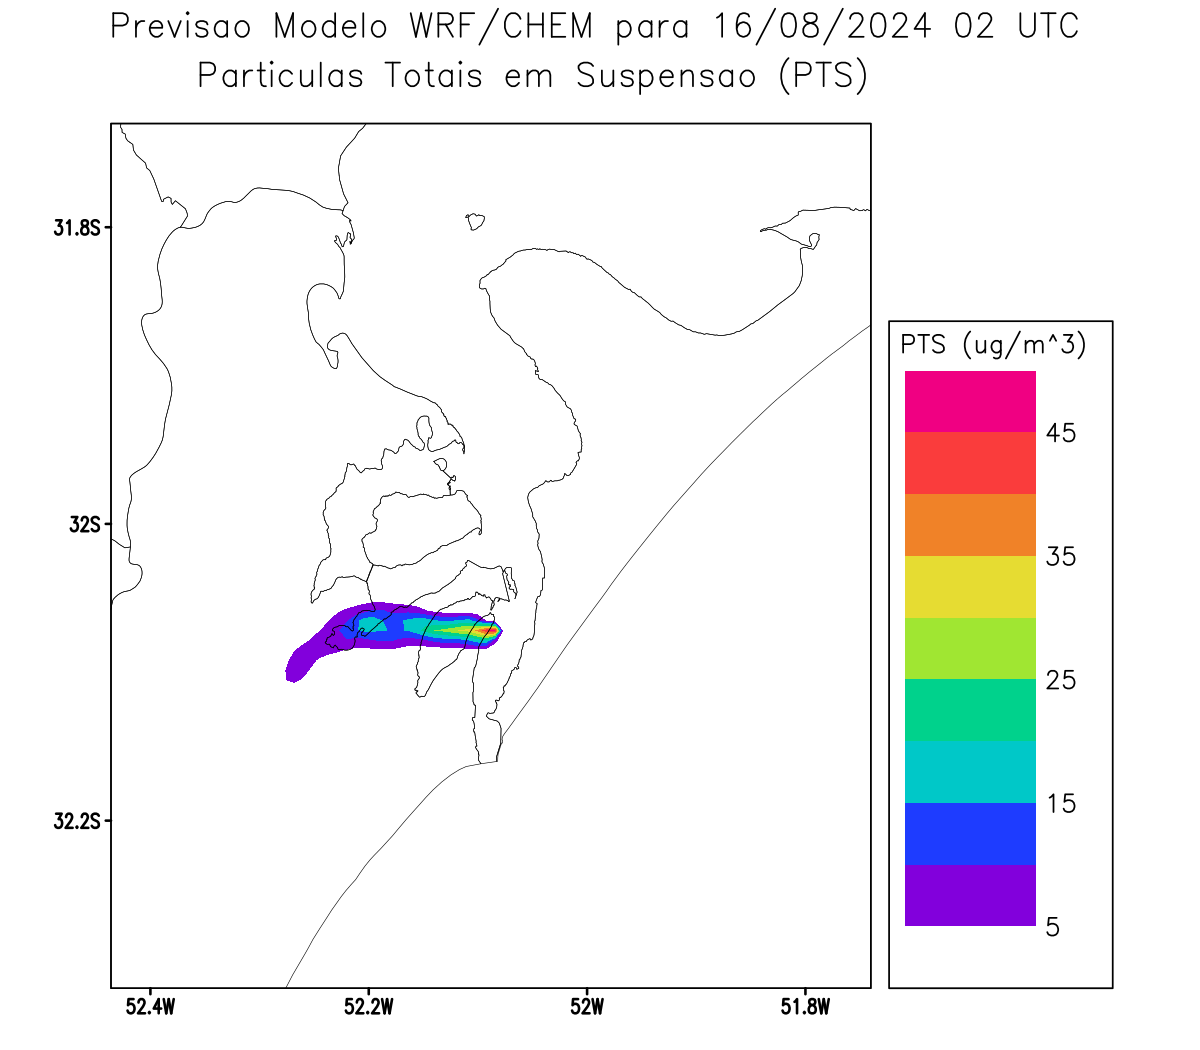 Previsao Modelo WRF/CHEM para 16/08/2024 02 UTC
Particulas Totais em Suspensao (PTS)
31.8S
32S
32.2S
52.4W
52.2W
52W
51.8W
PTS (ug/m^3)
45
35
25
15
5